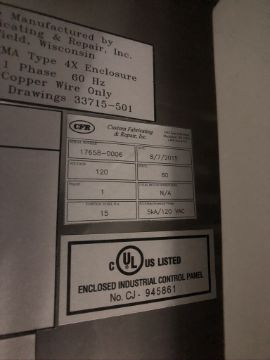 Manufactured by
icating & Repair, Inc.
field, Wisconsin
MA Type 4X Enclosure
1 Phase 60 Hz
Copper Wire Only
Drawings 33715-501
CFR
Custom Fabricating
& Repair, Inc.
17658-0006
8/7/2015
120
60
1
N/A
15
5kA/120 VAC
c UL US LISTED
ENCLOSED INDUSTRIAL CONTROL PANEL
No. CJ- 945861